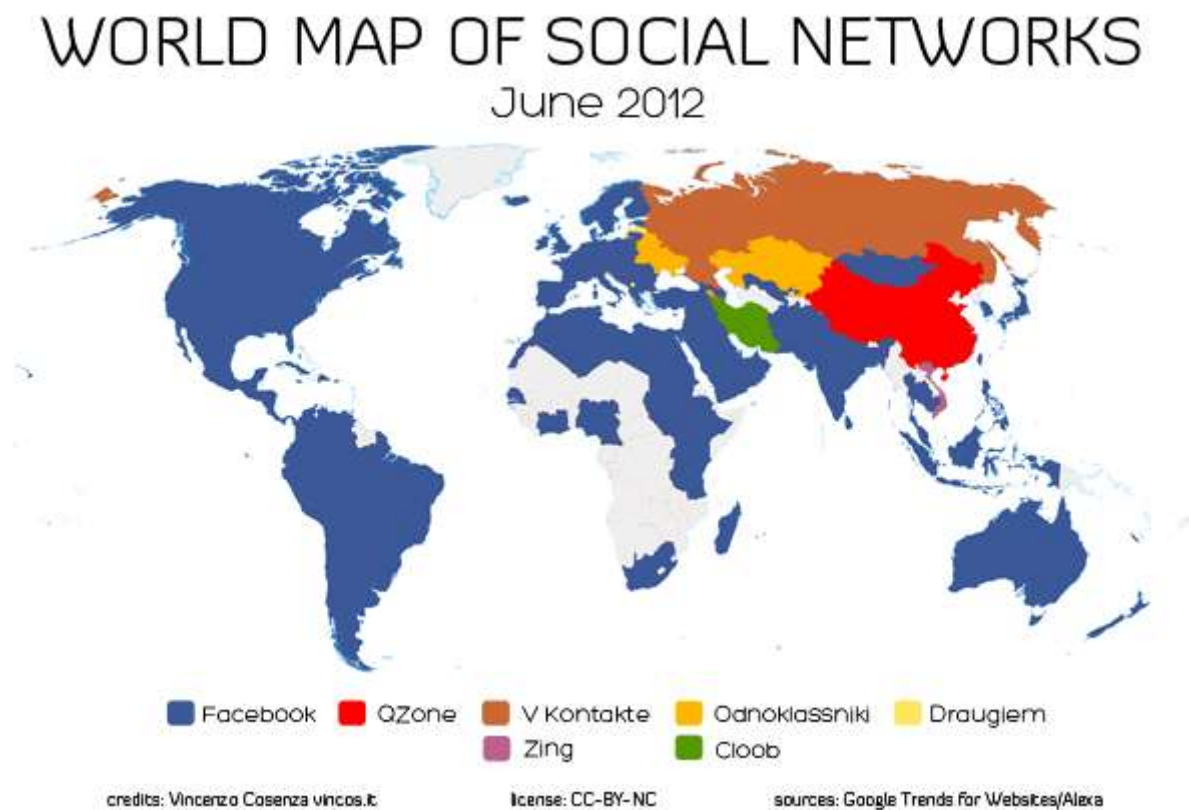 WORLD MAP OF SOCIAL NETWORKS
June 2012
Facebook QZone V Kontakte Odnoklassniki Draugiem
Zing Cloob
credits: Vincenzo Cosenza vincos.it license: CC-BY-NC sources: Google Trends for Websites/Alexa